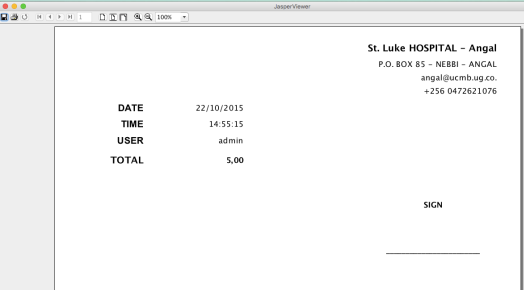 JasperViewer
1
100%
St. Luke HOSPITAL - Angal
P.O. BOX 85 - NEBBI - ANGAL
angal@ucmb.ug.co.
+256 0472621076
DATE 22/10/2015
TIME 14:55:15
USER admin
TOTAL 5,00
SIGN